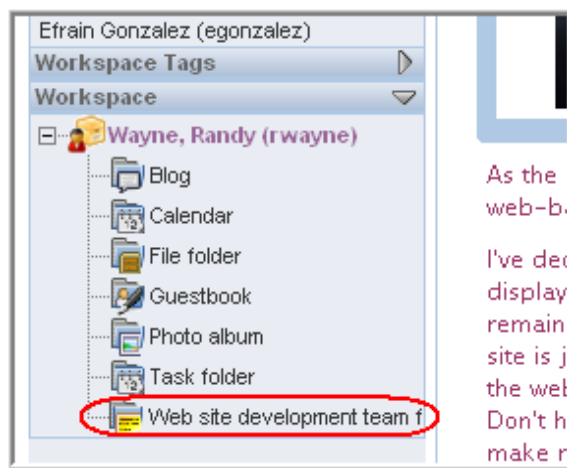 Efrain Gonzalez (egonzalez)
Workspace Tags
Workspace
Wayne, Randy (rwayne)
Blog
Calendar
File folder
Guestbook
Photo album
Task folder
Web site development team f
As the
web-ba
I've dec
display
remain
site is j
the web
Don't h
make r